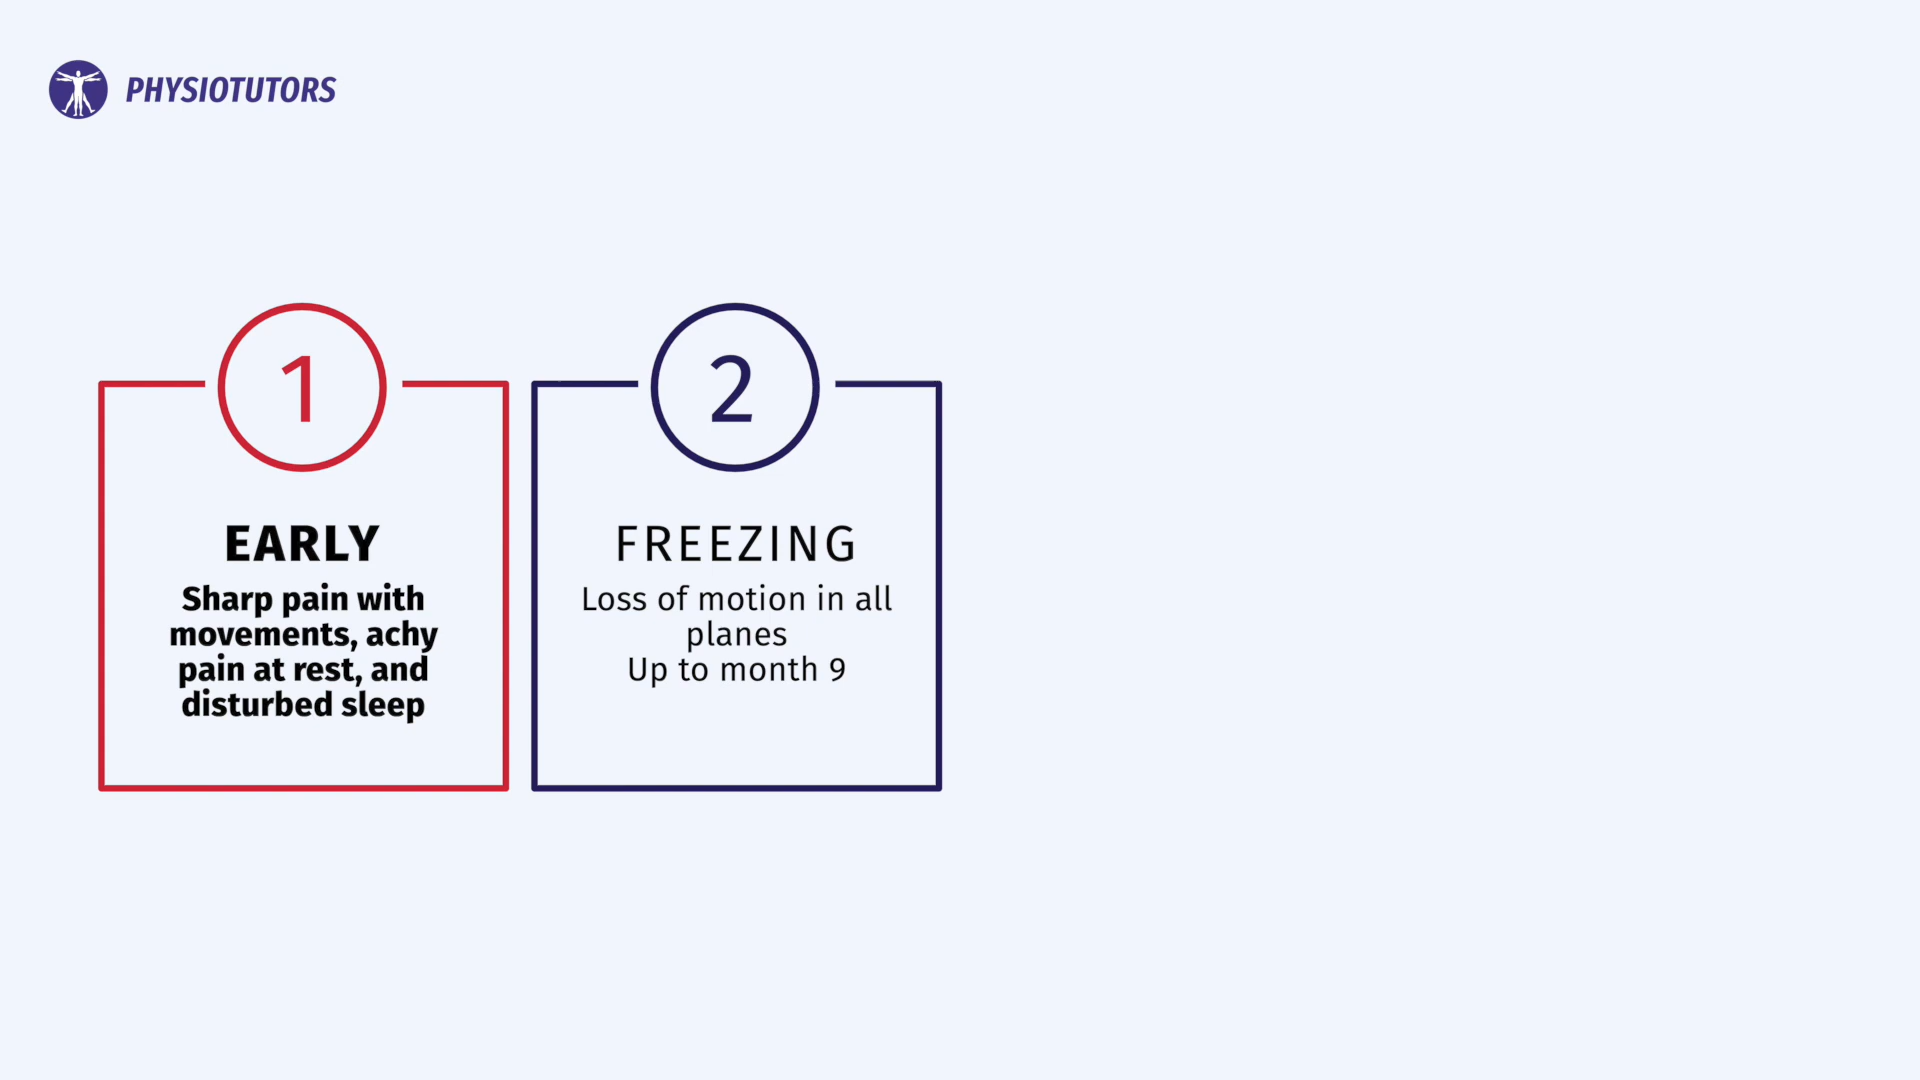 PHYSIOTUTORS
1
EARLY
Sharp pain with
movements, achy
pain at rest, and
disturbed sleep
2
FREEZING
Loss of motion in all
planes
Up to month 9